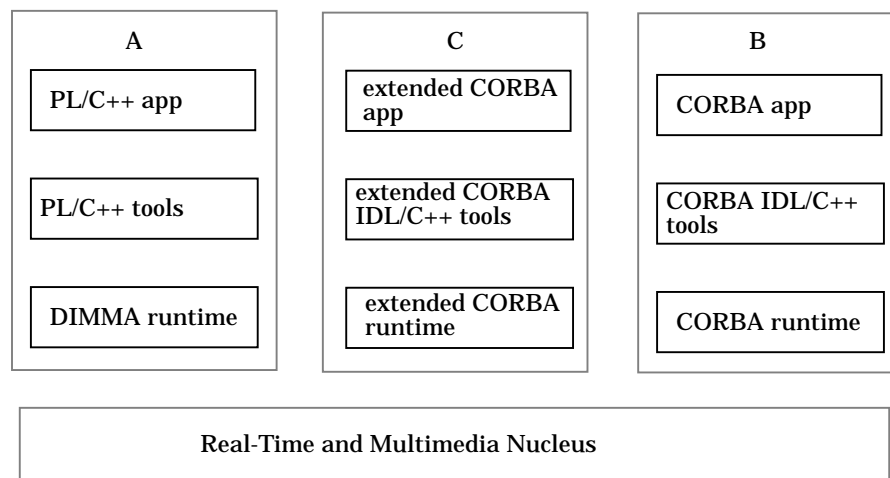 A
PL/C++ app
PL/C++ tools
DIMMA runtime
C
extended CORBA
app
extended CORBA
IDL/C++ tools
extended CORBA
runtime
B
CORBA app
CORBA IDL/C++
tools
CORBA runtime
Real-Time and Multimedia Nucleus